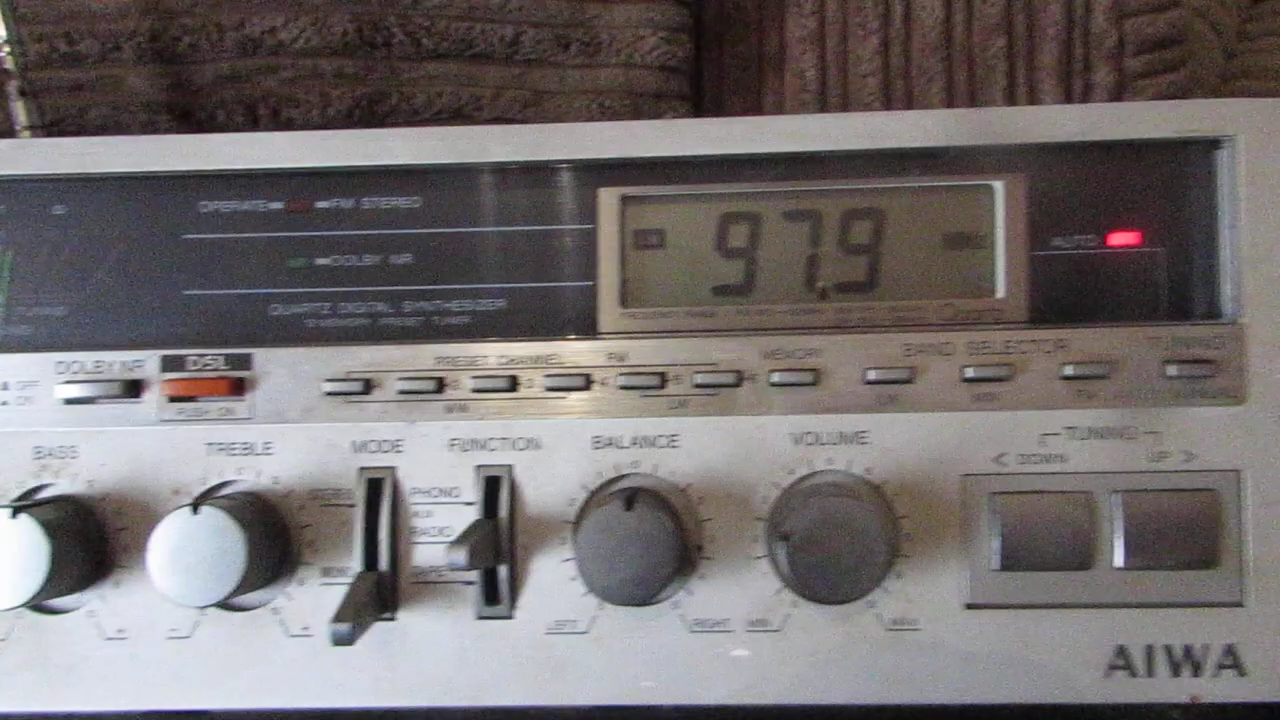 OPERATE FM STEREO
DOLBY NR
QUARTZ DIGITAL SYNTHESIZER
97.9
AUTO
DOLBY NR
DSL
PUSH ON
PRESET CHANNEL FM
MEMORY
BAND SELECTOR
MW
LW
BASS
TREBLE
MODE
FUNCTION
BALANCE
VOLUME
TUNING
< DOWN
UP >
PHONO
AUX
RADIO
LEFT
RIGHT
MIN
MAX
AIWA